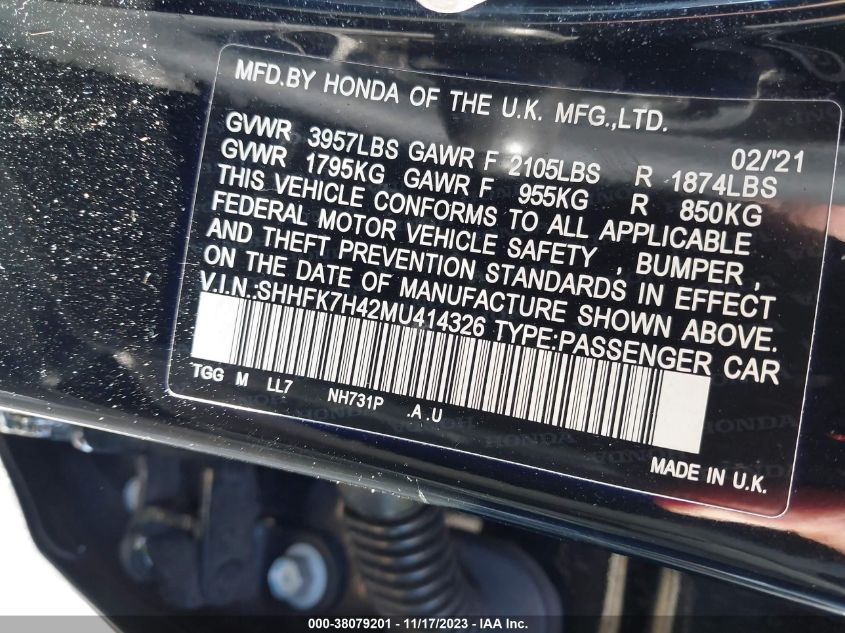 MFD.BY HONDA OF THE U.K. MFG.,LTD.
02/'21
GVWR 3957LBS GAWR F 2105LBS R 1874LBS
GVWR 1795KG GAWR F 955KG R 850KG
THIS VEHICLE CONFORMS TO ALL APPLICABLE
FEDERAL MOTOR VEHICLE SAFETY , BUMPER ,
AND THEFT PREVENTION STANDARDS IN EFFECT
ON THE DATE OF MANUFACTURE SHOWN ABOVE.
V.I.N.:SHHFK7H42MU414326 TYPE:PASSENGER CAR
TGG M LL7 NH731P .A.U
MADE IN U.K.
000-38079201 - 11/17/2023 - IAA Inc.